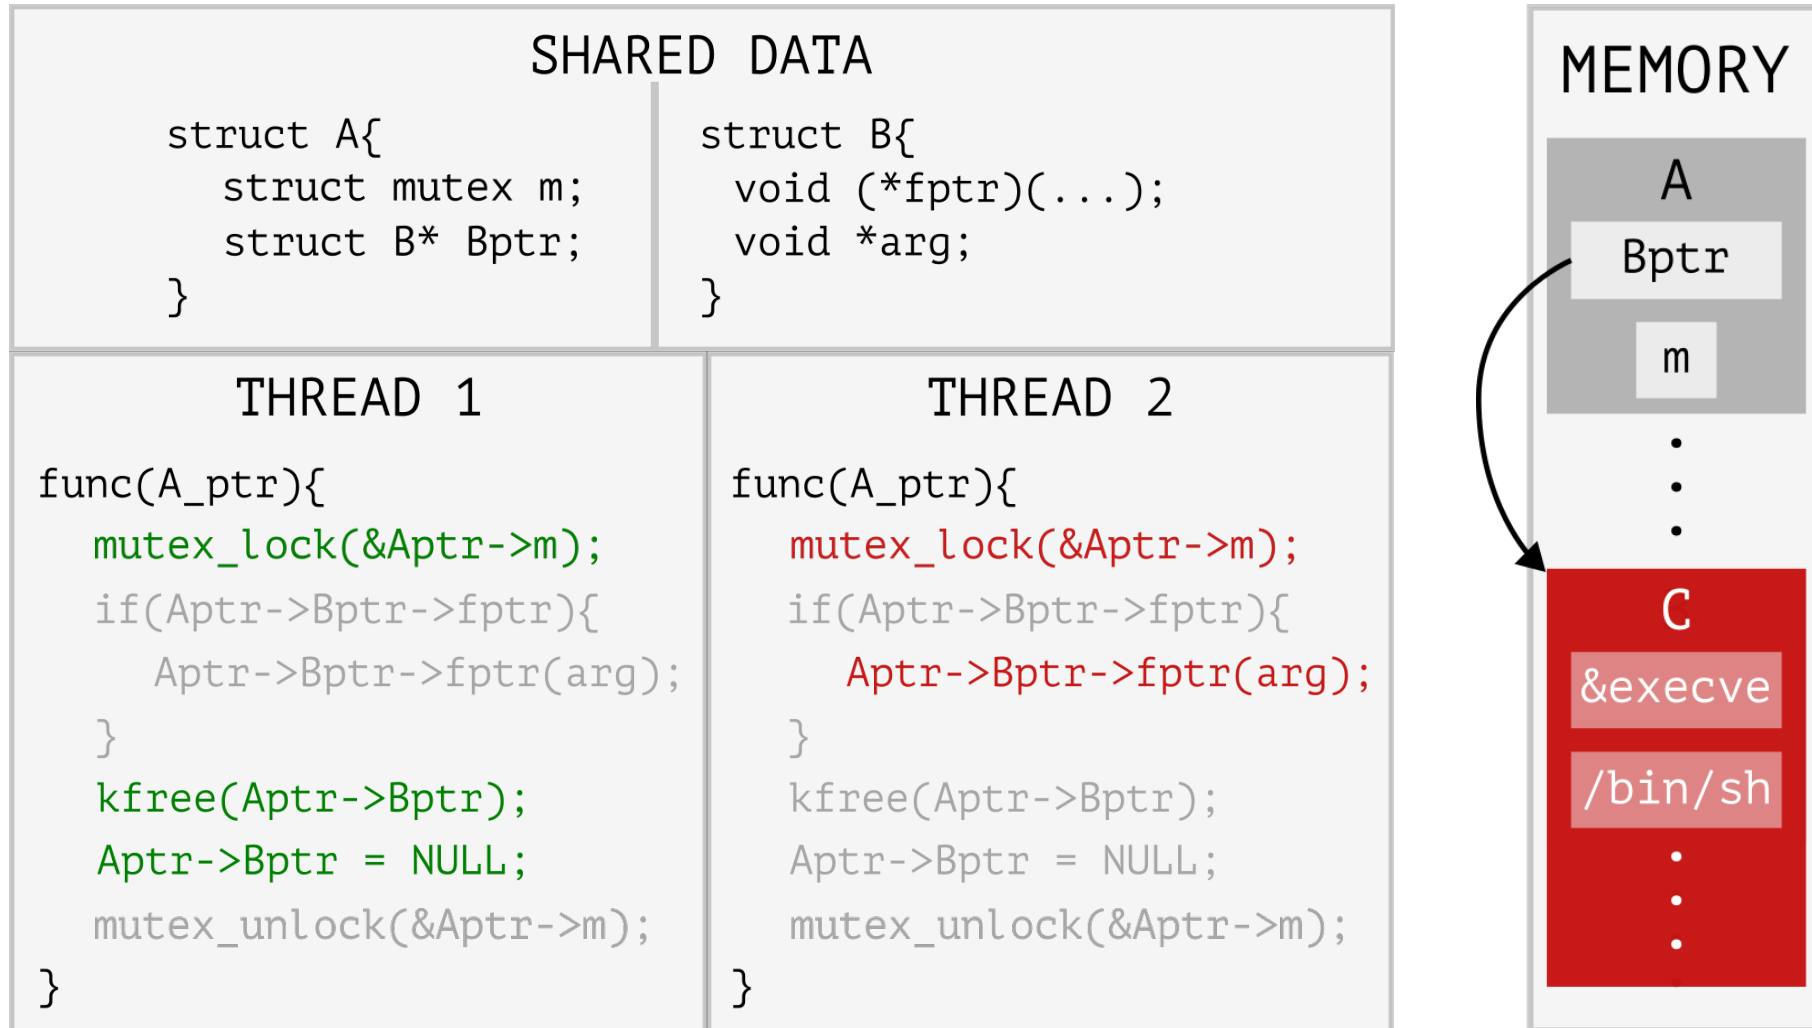 SHARED DATA
struct A{
struct mutex m;
struct B* Bptr;
}
struct B{
void (*fptr)(...);
void *arg;
}
THREAD 1
func(A_ptr){
mutex_lock(&Aptr->m);
if(Aptr->Bptr->fptr){
Aptr->Bptr->fptr(arg);
}
kfree(Aptr->Bptr);
Aptr->Bptr = NULL;
mutex_unlock(&Aptr->m);
}
THREAD 2
func(A_ptr){
mutex_lock(&Aptr->m);
if(Aptr->Bptr->fptr){
Aptr->Bptr->fptr(arg);
}
kfree(Aptr->Bptr);
Aptr->Bptr = NULL;
mutex_unlock(&Aptr->m);
}
MEMORY
A
Bptr
m
C
&execve
/bin/sh